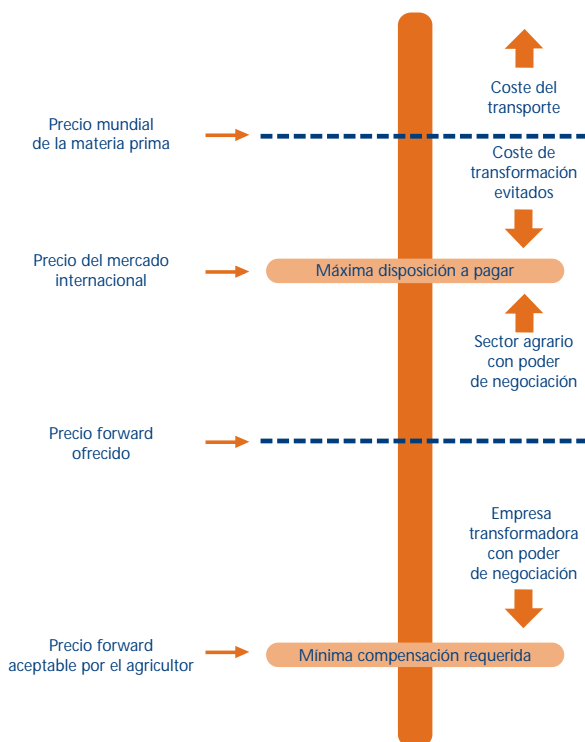 Coste del
transporte
Precio mundial
de la materia prima
Coste de
transformación
evitados
Precio del mercado
internacional
Máxima disposición a pagar
Sector agrario
con poder
de negociación
Precio forward
ofrecido
Empresa
transformadora
con poder
de negociación
Precio forward
aceptable por el agricultor
Mínima compensación requerida